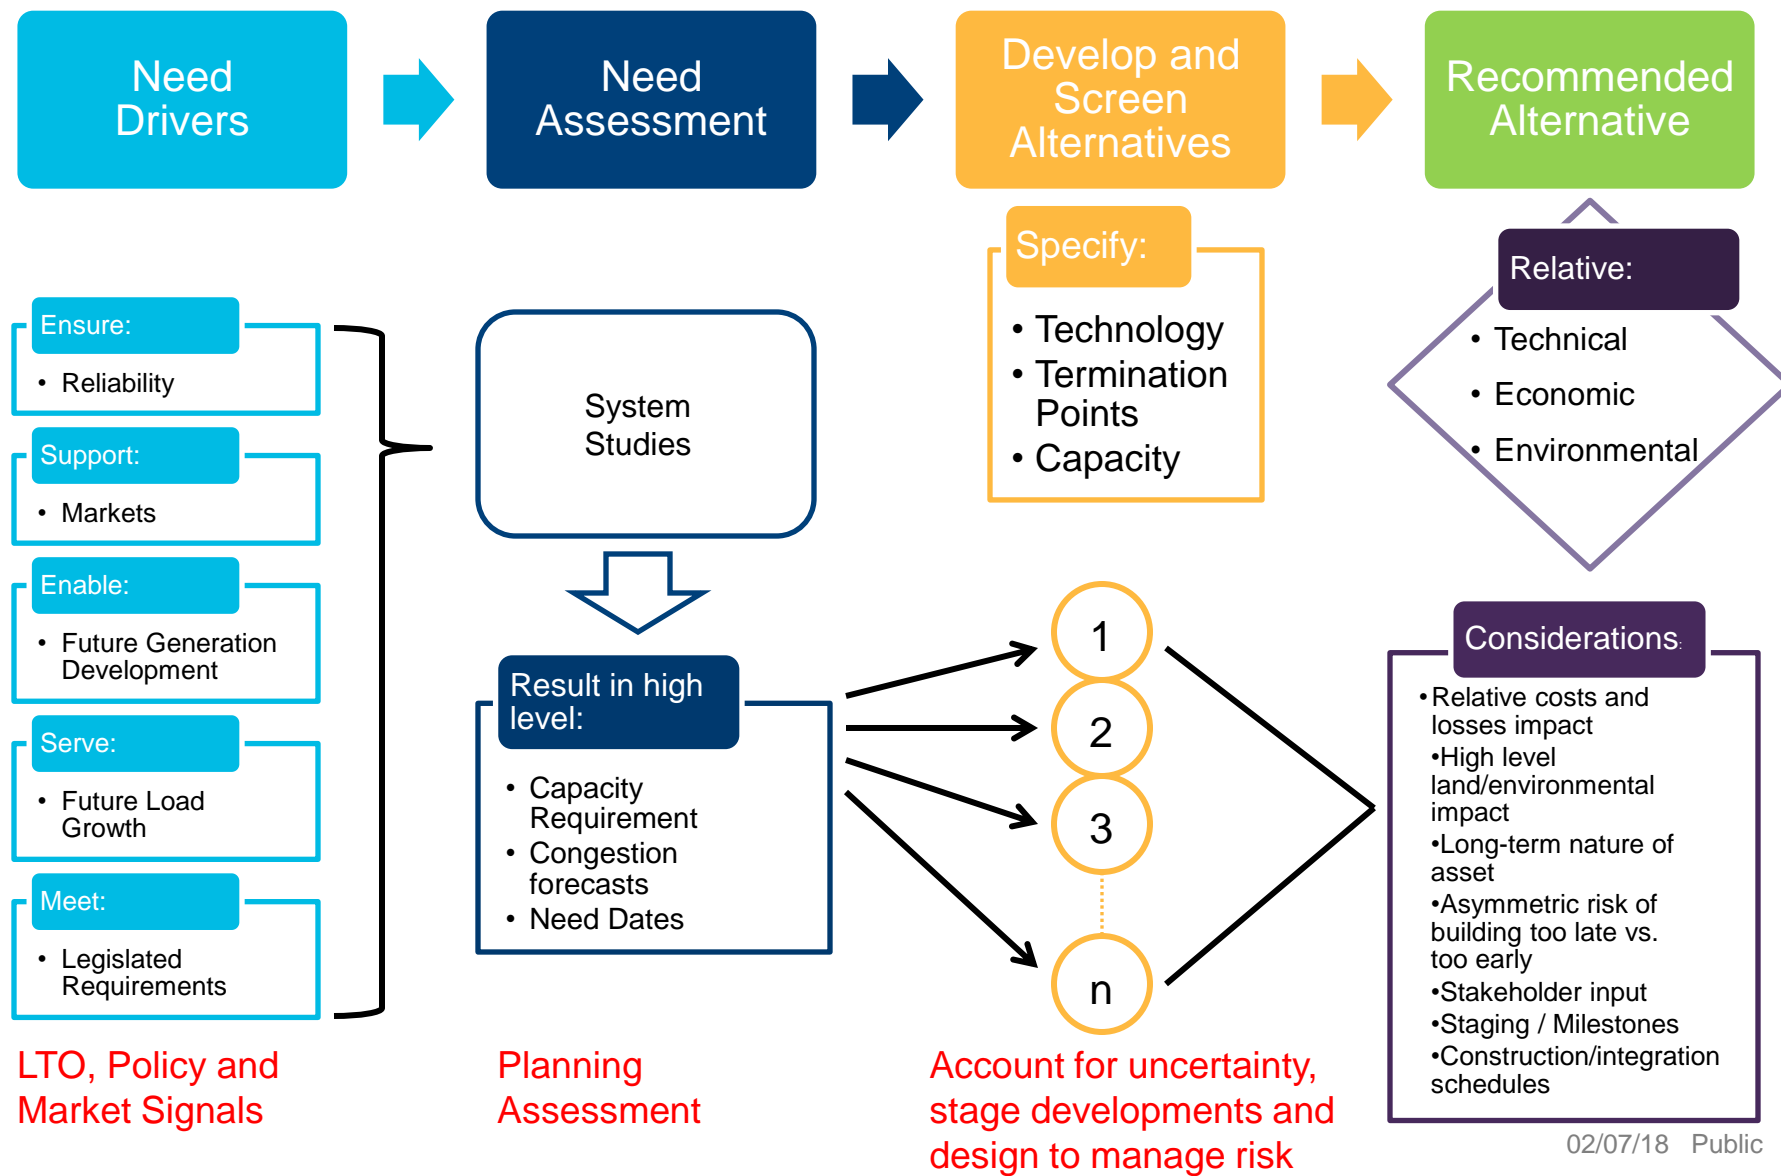 Need
Drivers
Need
Assessment
Develop and
Screen
Alternatives
Recommended
Alternative
Ensure:
• Reliability
Support:
• Markets
Enable:
• Future Generation
Development
Serve:
• Future Load
Growth
Meet:
• Legislated
Requirements
LTO, Policy and
Market Signals
System
Studies
Result in high
level:
• Capacity
Requirement
• Congestion
forecasts
• Need Dates
Planning
Assessment
Specify:
• Technology
• Termination
Points
• Capacity
1
2
3
n
Account for uncertainty,
stage developments and
design to manage risk
Relative:
• Technical
• Economic
• Environmental
Considerations:
•Relative costs and
losses impact
•High level
land/environmental
impact
•Long-term nature of
asset
•Asymmetric risk of
building too late vs.
too early
•Stakeholder input
•Staging / Milestones
•Construction/integration
schedules
02/07/18 Public